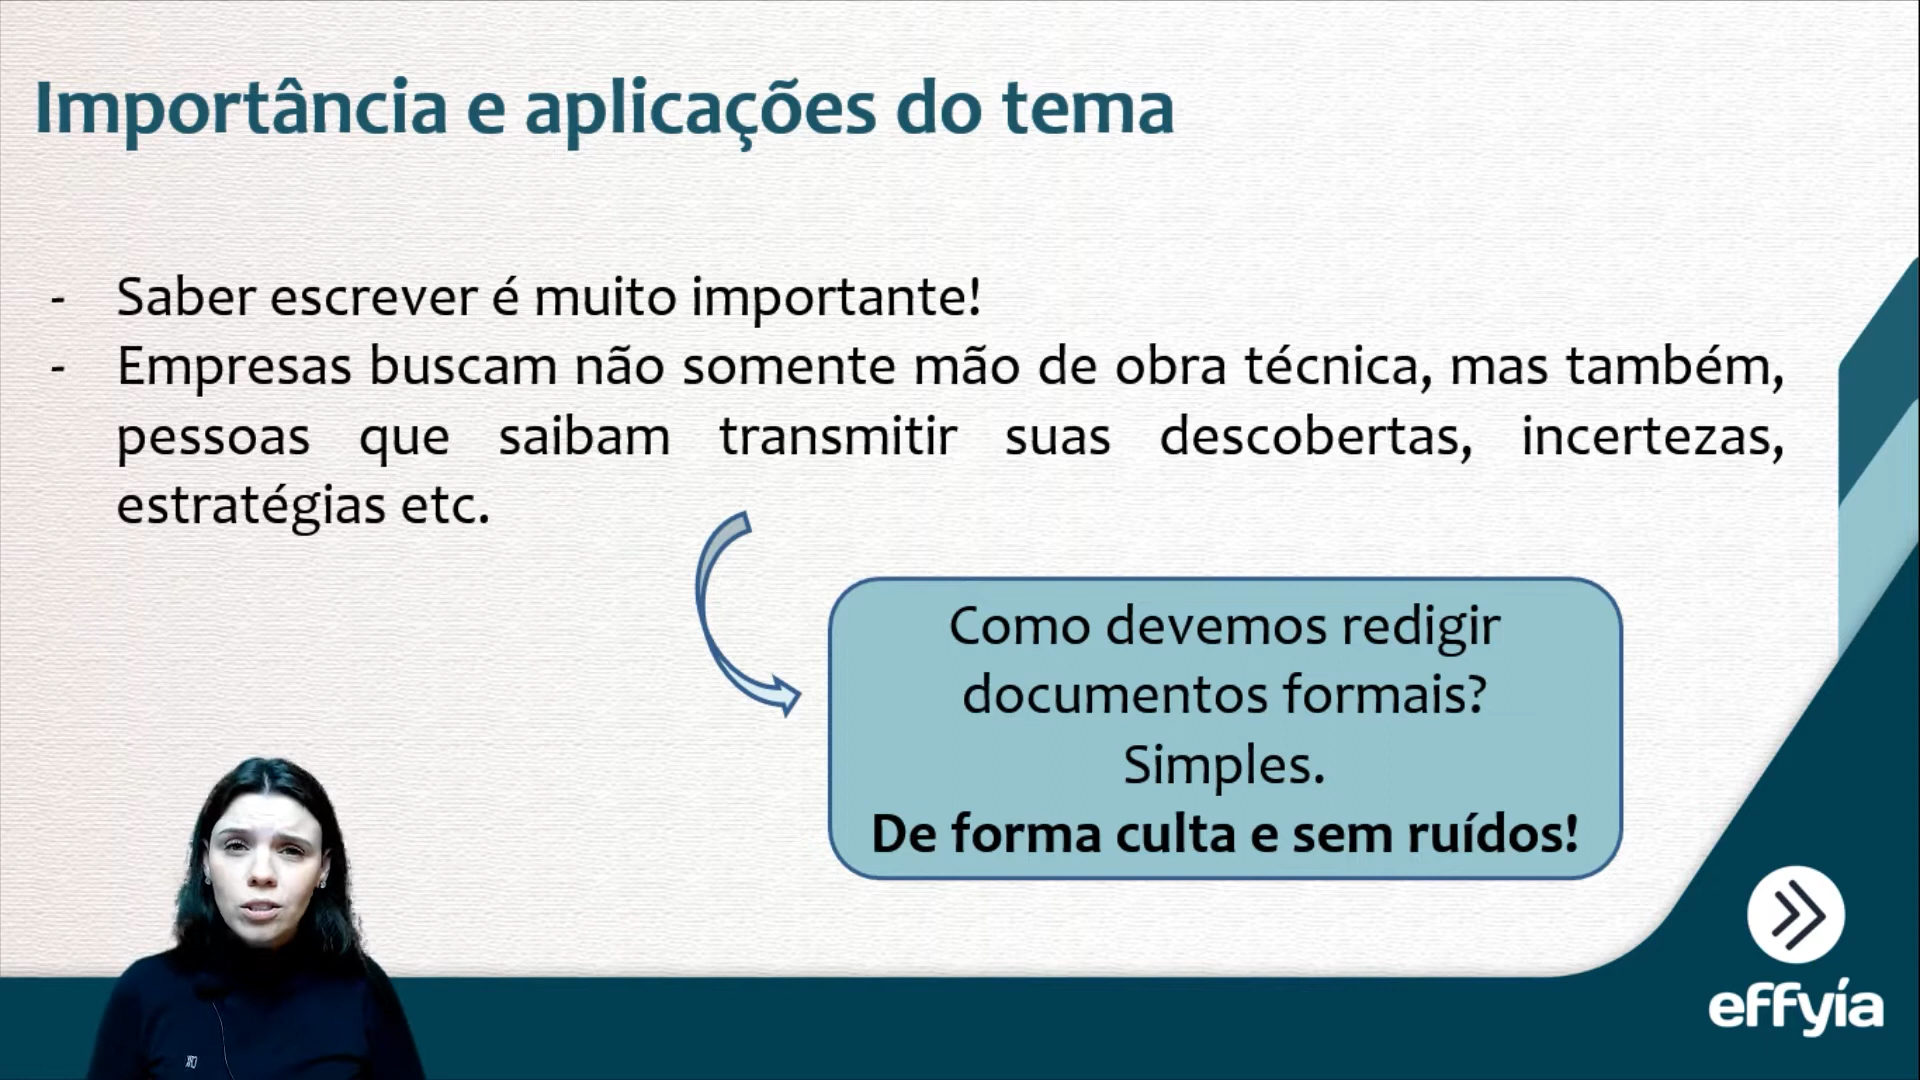 Importância e aplicações do tema
- Saber escrever é muito importante!
- Empresas buscam não somente mão de obra técnica, mas também,
pessoas que saibam transmitir suas descobertas, incertezas,
estratégias etc.
Como devemos redigir
documentos formais?
Simples.
De forma culta e sem ruídos!
effyía